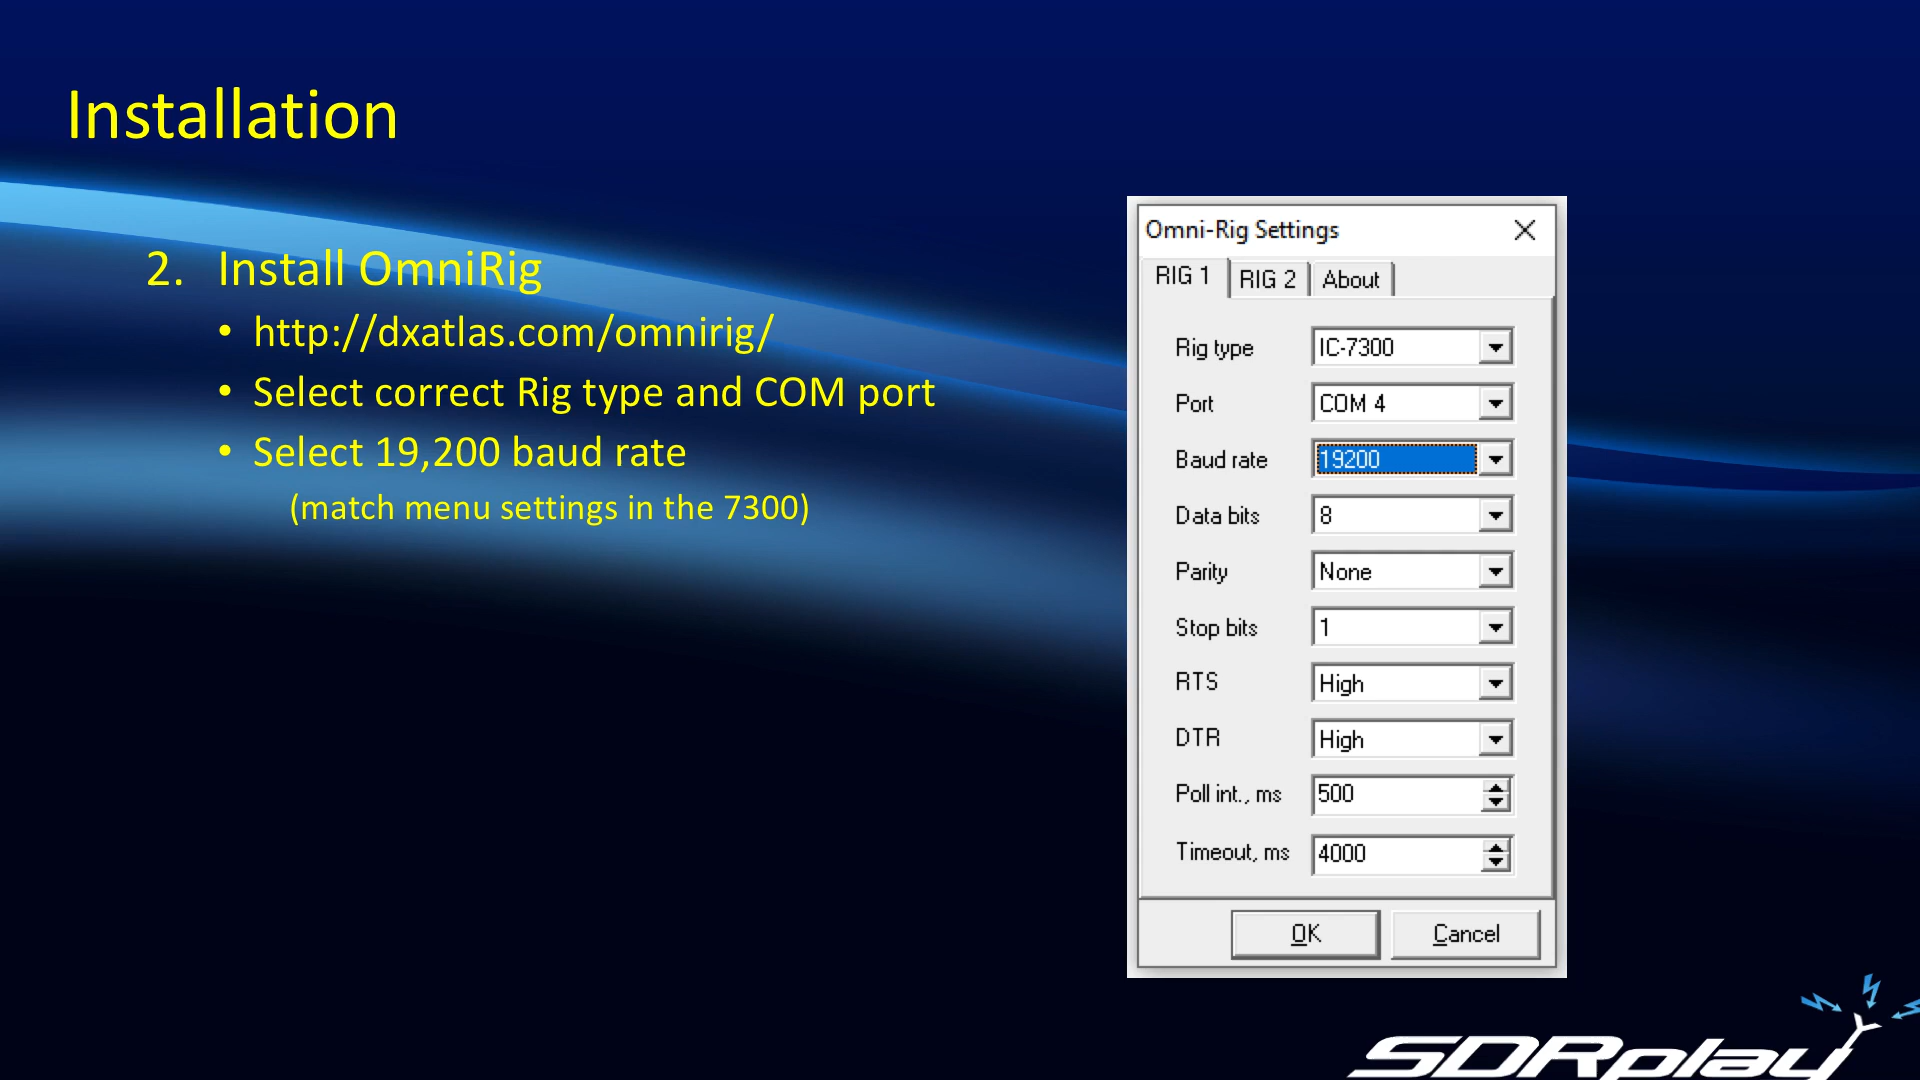 Installation
2. Install OmniRig
• http://dxatlas.com/omnirig/
• Select correct Rig type and COM port
• Select 19,200 baud rate
(match menu settings in the 7300)
Omni-Rig Settings
RIG 1 RIG 2 About
Rig type IC-7300
Port COM 4
Baud rate 19200
Data bits 8
Parity None
Stop bits 1
RTS High
DTR High
Poll int., ms 500
Timeout, ms 4000
OK Cancel
SDRplay